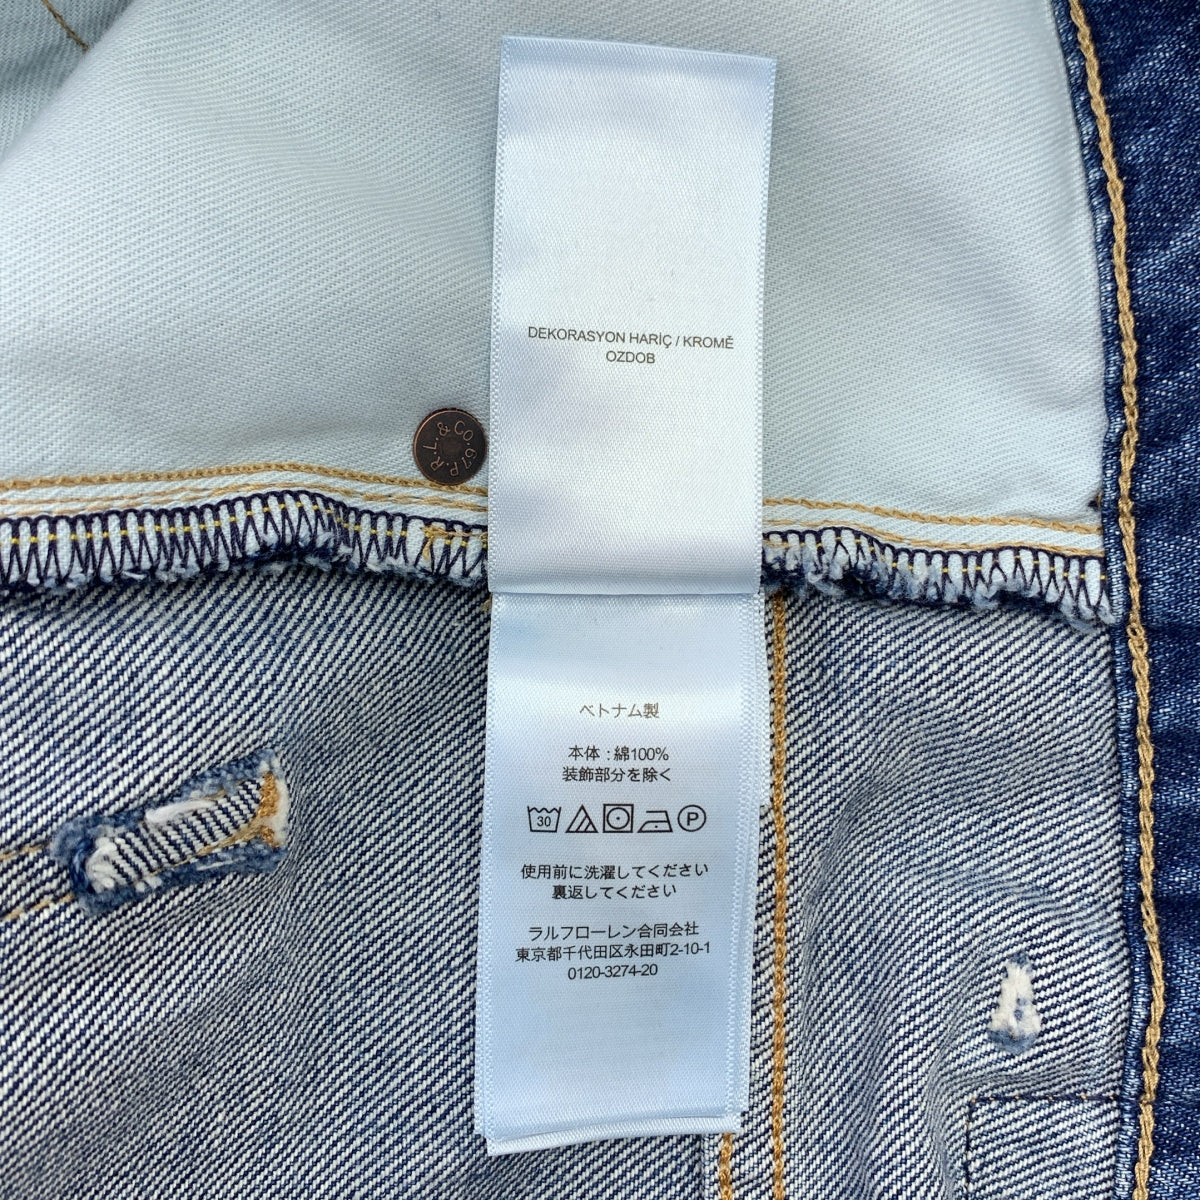 DEKORASYON HARİÇ / KROMĚ
OZDOB
P.R.L. & CO. 67
ベトナム製
本体 : 綿100%
装飾部分を除く
30 P
使用前に洗濯してください
裏返してください
ラルフローレン合同会社
東京都千代田区永田町2-10-1
0120-3274-20